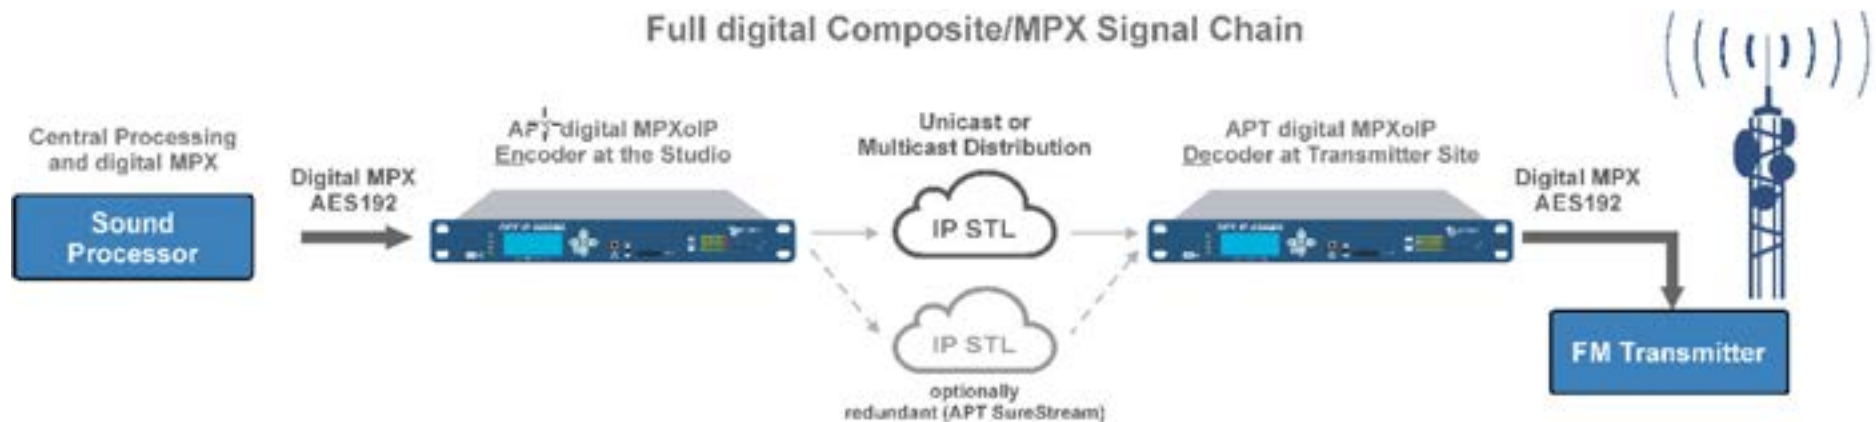 Full digital Composite/MPX Signal Chain
Central Processing
and digital MPX
Sound
Processor
Digital MPX
AES192
APT digital MPXoIP
Encoder at the Studio
Unicast or
Multicast Distribution
IP STL
IP STL
optionally
redundant (APT SureStream)
APT digital MPXoIP
Decoder at Transmitter Site
Digital MPX
AES192
FM Transmitter